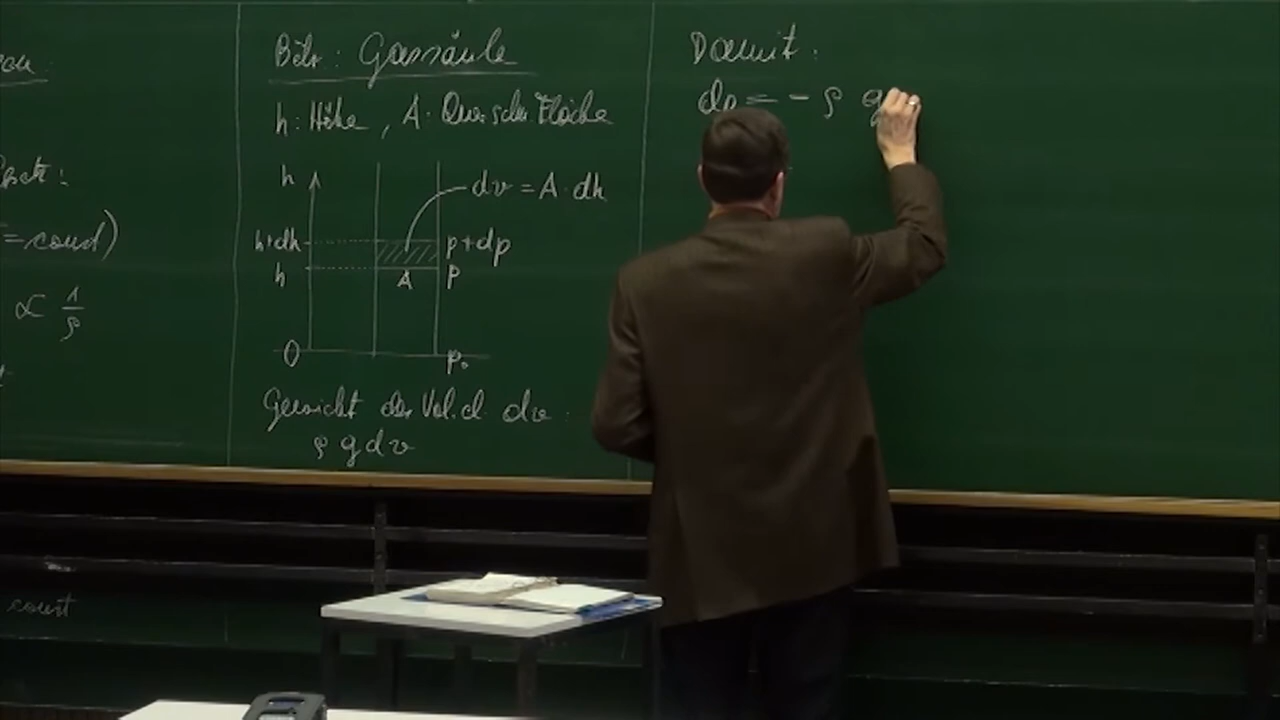 = const)
∝ 1/ρ
const
Betr.: Gassäule
h: Höhe, A: Querschn. Fläche
h
dv = A · dh
h+dh
p + dp
h
A
p
0
p₀
Gewicht des Vol. el. dv:
ρ g dv
Damit:
dp = - ρ g